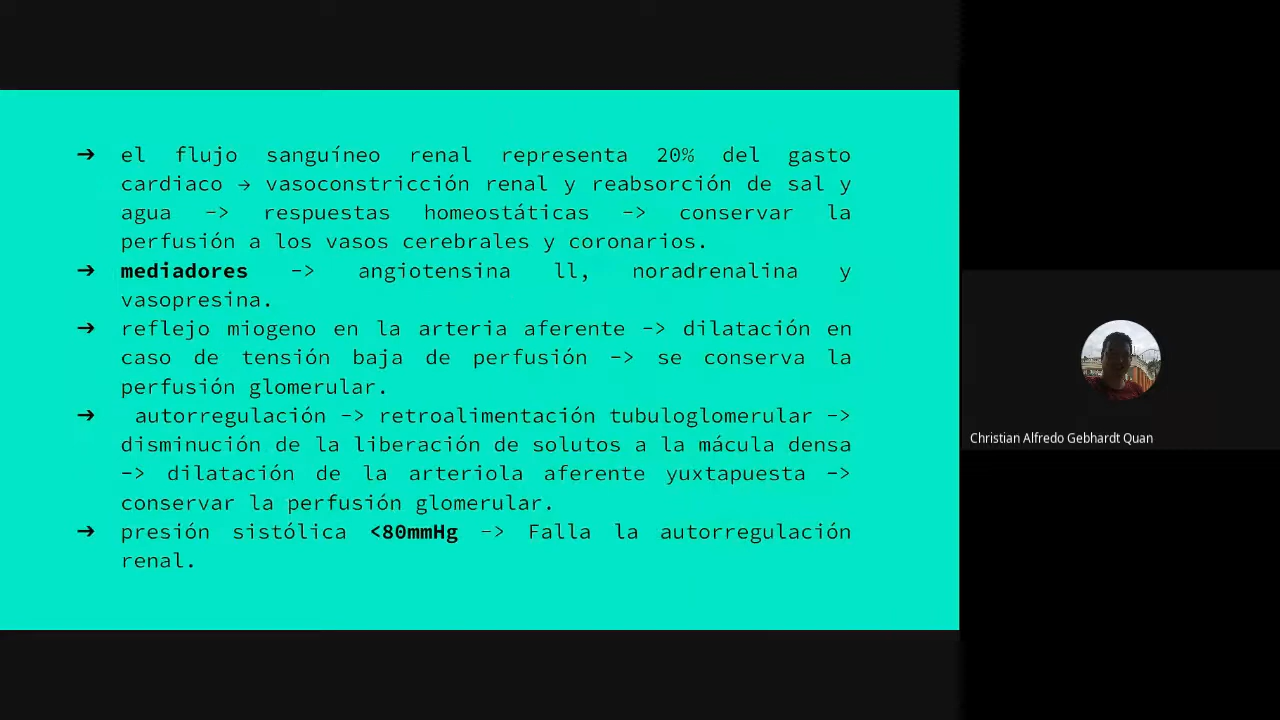 ➔ el flujo sanguíneo renal representa 20% del gasto
cardiaco → vasoconstricción renal y reabsorción de sal y
agua -> respuestas homeostáticas -> conservar la
perfusión a los vasos cerebrales y coronarios.
➔ mediadores -> angiotensina ll, noradrenalina y
vasopresina.
➔ reflejo miogeno en la arteria aferente -> dilatación en
caso de tensión baja de perfusión -> se conserva la
perfusión glomerular.
➔ autorregulación -> retroalimentación tubuloglomerular ->
disminución de la liberación de solutos a la mácula densa
-> dilatación de la arteriola aferente yuxtapuesta ->
conservar la perfusión glomerular.
➔ presión sistólica <80mmHg -> Falla la autorregulación
renal.
Christian Alfredo Gebhardt Quan